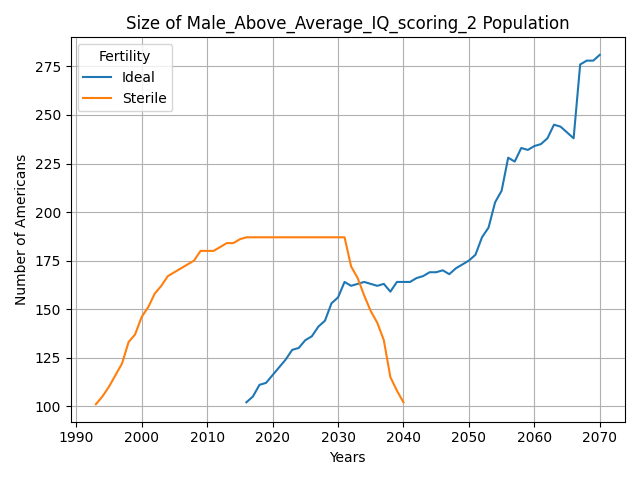 Size of Male_Above_Average_IQ_scoring_2 Population
Fertility
Ideal
Sterile
Number of Americans
275
250
225
200
175
150
125
100
1990 2000 2010 2020 2030 2040 2050 2060 2070
Years